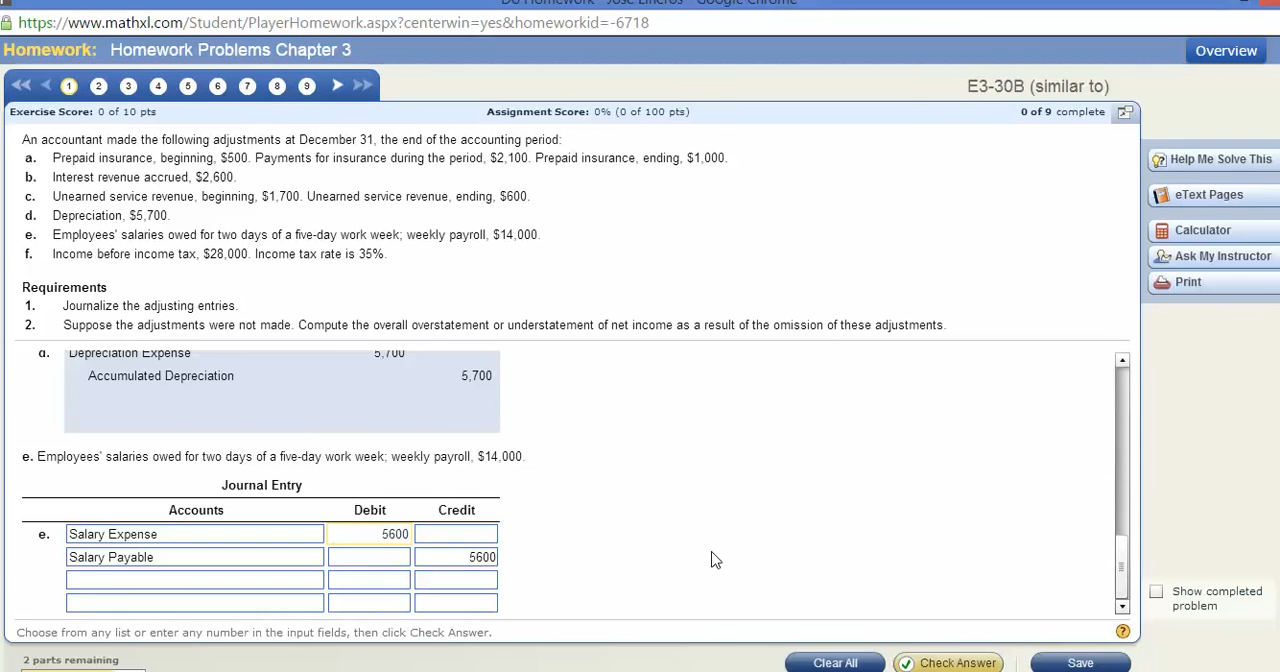 Do Homework - Jose Lineros - Google Chrome
https://www.mathxl.com/Student/PlayerHomework.aspx?centerwin=yes&homeworkid=-6718
Homework: Homework Problems Chapter 3
Overview
1 2 3 4 5 6 7 8 9
E3-30B (similar to)
Exercise Score: 0 of 10 pts
Assignment Score: 0% (0 of 100 pts)
0 of 9 complete
An accountant made the following adjustments at December 31, the end of the accounting period:
a. Prepaid insurance, beginning, $500. Payments for insurance during the period, $2,100. Prepaid insurance, ending, $1,000.
b. Interest revenue accrued, $2,600.
c. Unearned service revenue, beginning, $1,700. Unearned service revenue, ending, $600.
d. Depreciation, $5,700.
e. Employees' salaries owed for two days of a five-day work week; weekly payroll, $14,000.
f. Income before income tax, $28,000. Income tax rate is 35%.
Requirements
1. Journalize the adjusting entries.
2. Suppose the adjustments were not made. Compute the overall overstatement or understatement of net income as a result of the omission of these adjustments.
Help Me Solve This
eText Pages
Calculator
Ask My Instructor
Print
d. Depreciation Expense 5,700
Accumulated Depreciation 5,700
e. Employees' salaries owed for two days of a five-day work week; weekly payroll, $14,000.
Journal Entry
Accounts Debit Credit
e. Salary Expense 5600
Salary Payable 5600
Show completed
problem
Choose from any list or enter any number in the input fields, then click Check Answer.
?
2 parts remaining
Clear All
Check Answer
Save